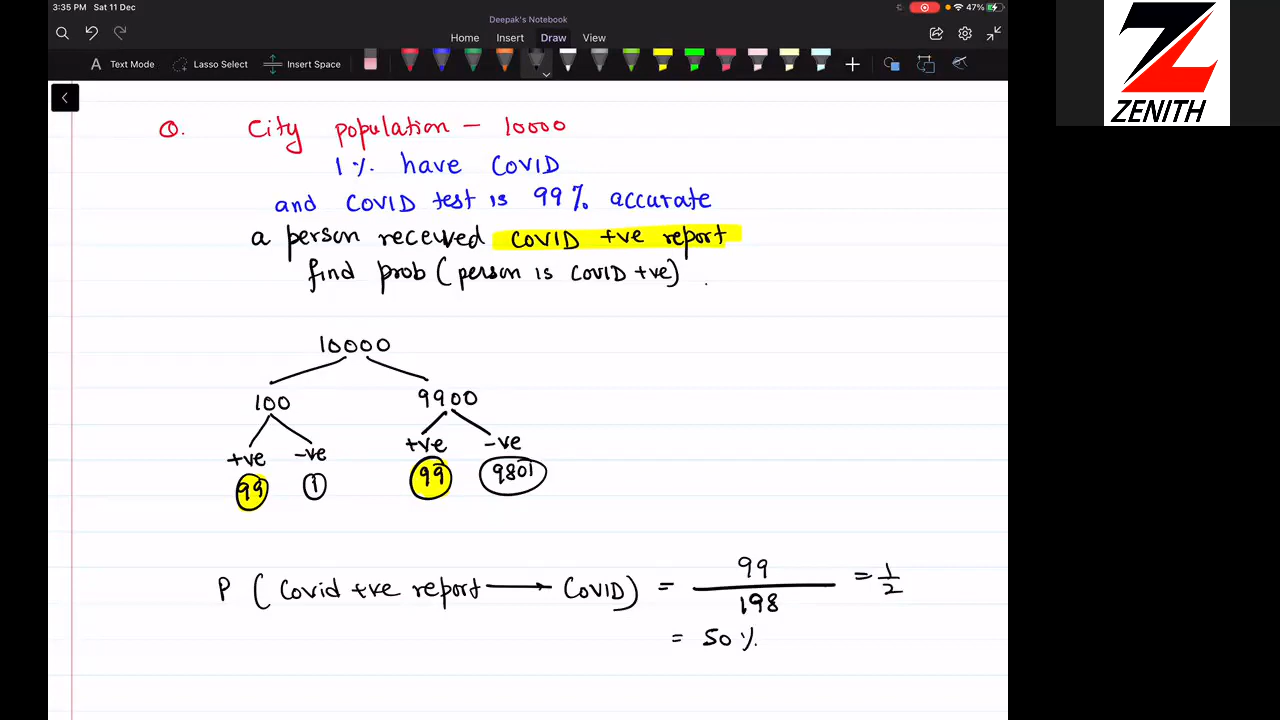 3:35 PM Sat 11 Dec
47%
Deepak's Notebook
Home Insert Draw View
Text Mode Lasso Select Insert Space
ZENITH
Q. City population - 10000
1% have COVID
and COVID test is 99% accurate
a person received COVID +ve report
find prob (person is COVID +ve)
10000
100 9900
+ve -ve +ve -ve
99 1 99 9801
P (Covid +ve report → COVID) = 99/198 = 1/2
= 50%